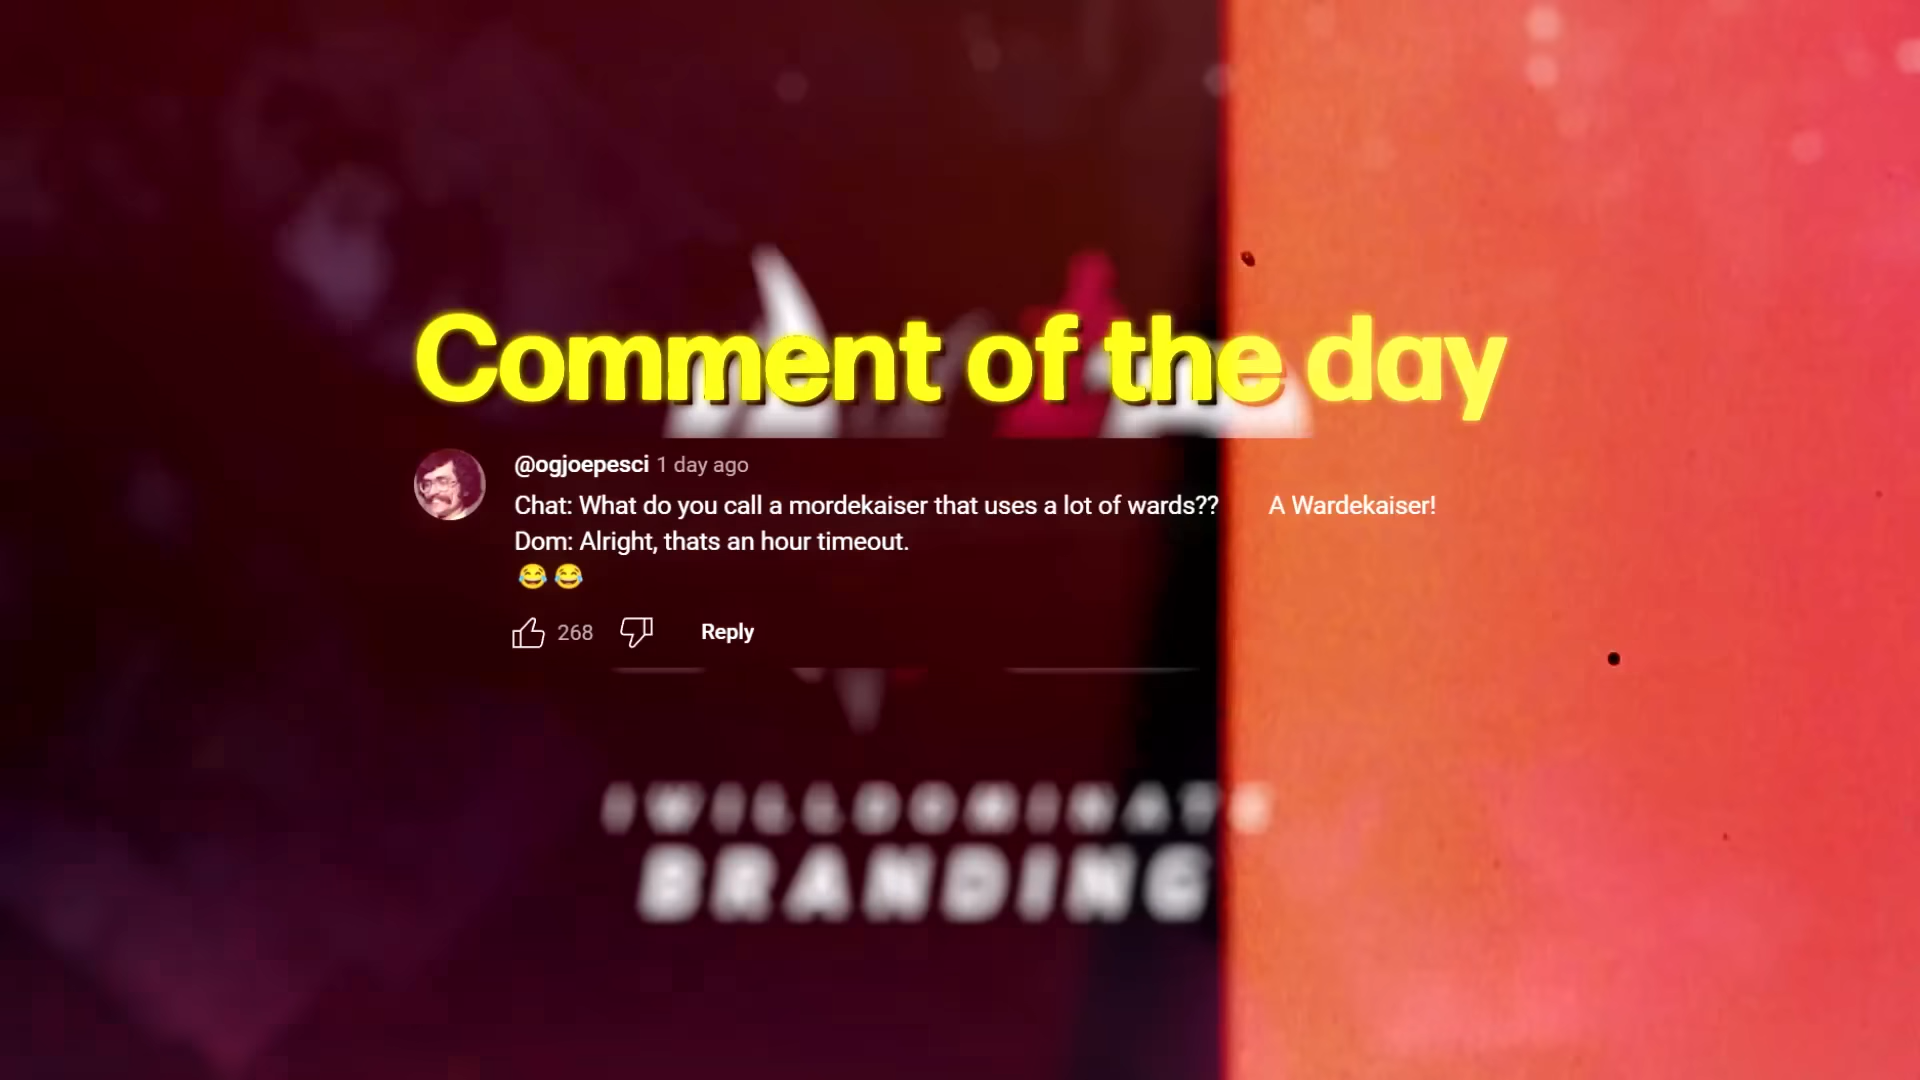 Comment of the day
@ogjoepesci 1 day ago
Chat: What do you call a mordekaiser that uses a lot of wards?? A Wardekaiser!
Dom: Alright, thats an hour timeout.
😂 😂
268 Reply
IWILLDOMINATE
BRANDING